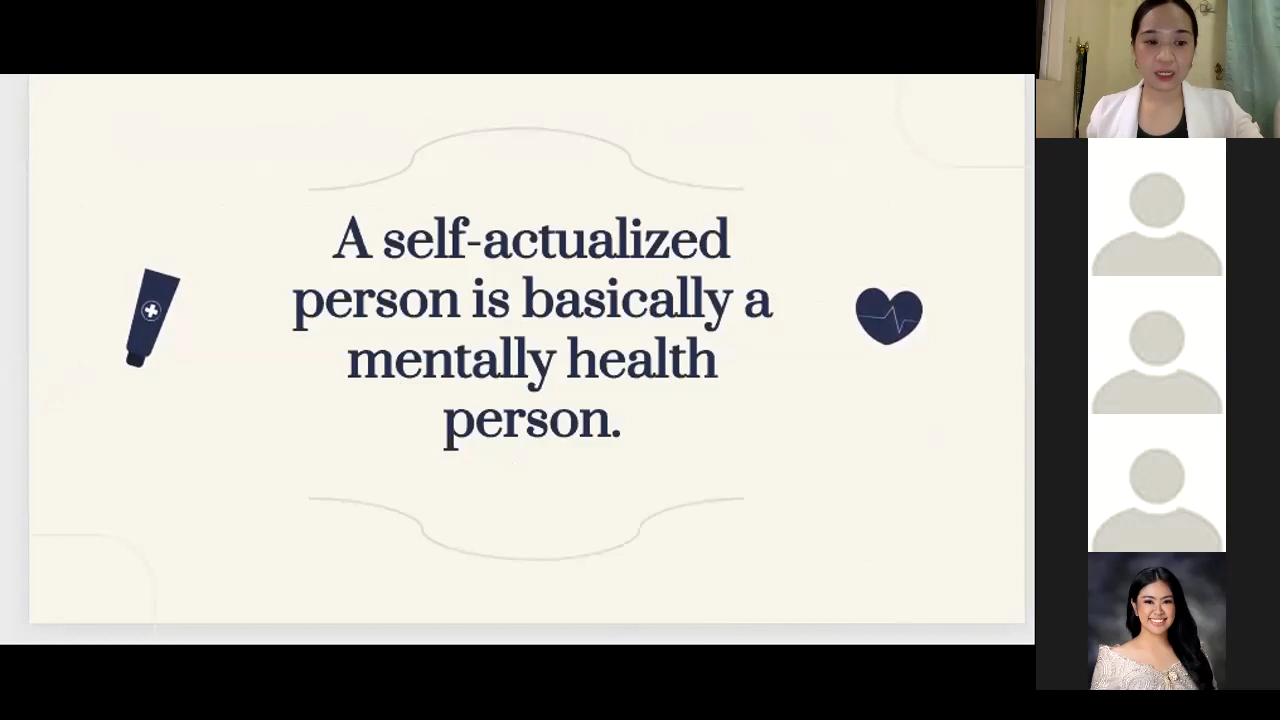 A self-actualized
person is basically a
mentally health
person.